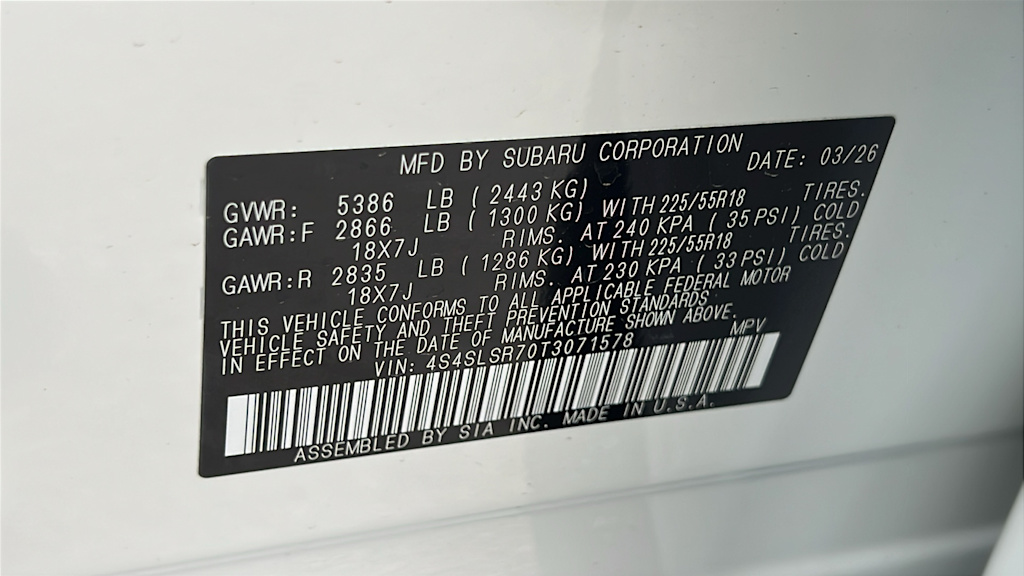 MFD BY SUBARU CORPORATION DATE: 03/26
GVWR: 5386 LB ( 2443 KG)
GAWR:F 2866 LB ( 1300 KG) WITH 225/55R18 TIRES.
18X7J RIMS. AT 240 KPA ( 35 PSI) COLD
GAWR:R 2835 LB ( 1286 KG) WITH 225/55R18 TIRES.
18X7J RIMS. AT 230 KPA ( 33 PSI) COLD
THIS VEHICLE CONFORMS TO ALL APPLICABLE FEDERAL MOTOR
VEHICLE SAFETY AND THEFT PREVENTION STANDARDS
IN EFFECT ON THE DATE OF MANUFACTURE SHOWN ABOVE.
VIN: 4S4SLSR70T3071578 MPV
ASSEMBLED BY SIA INC. MADE IN U.S.A.